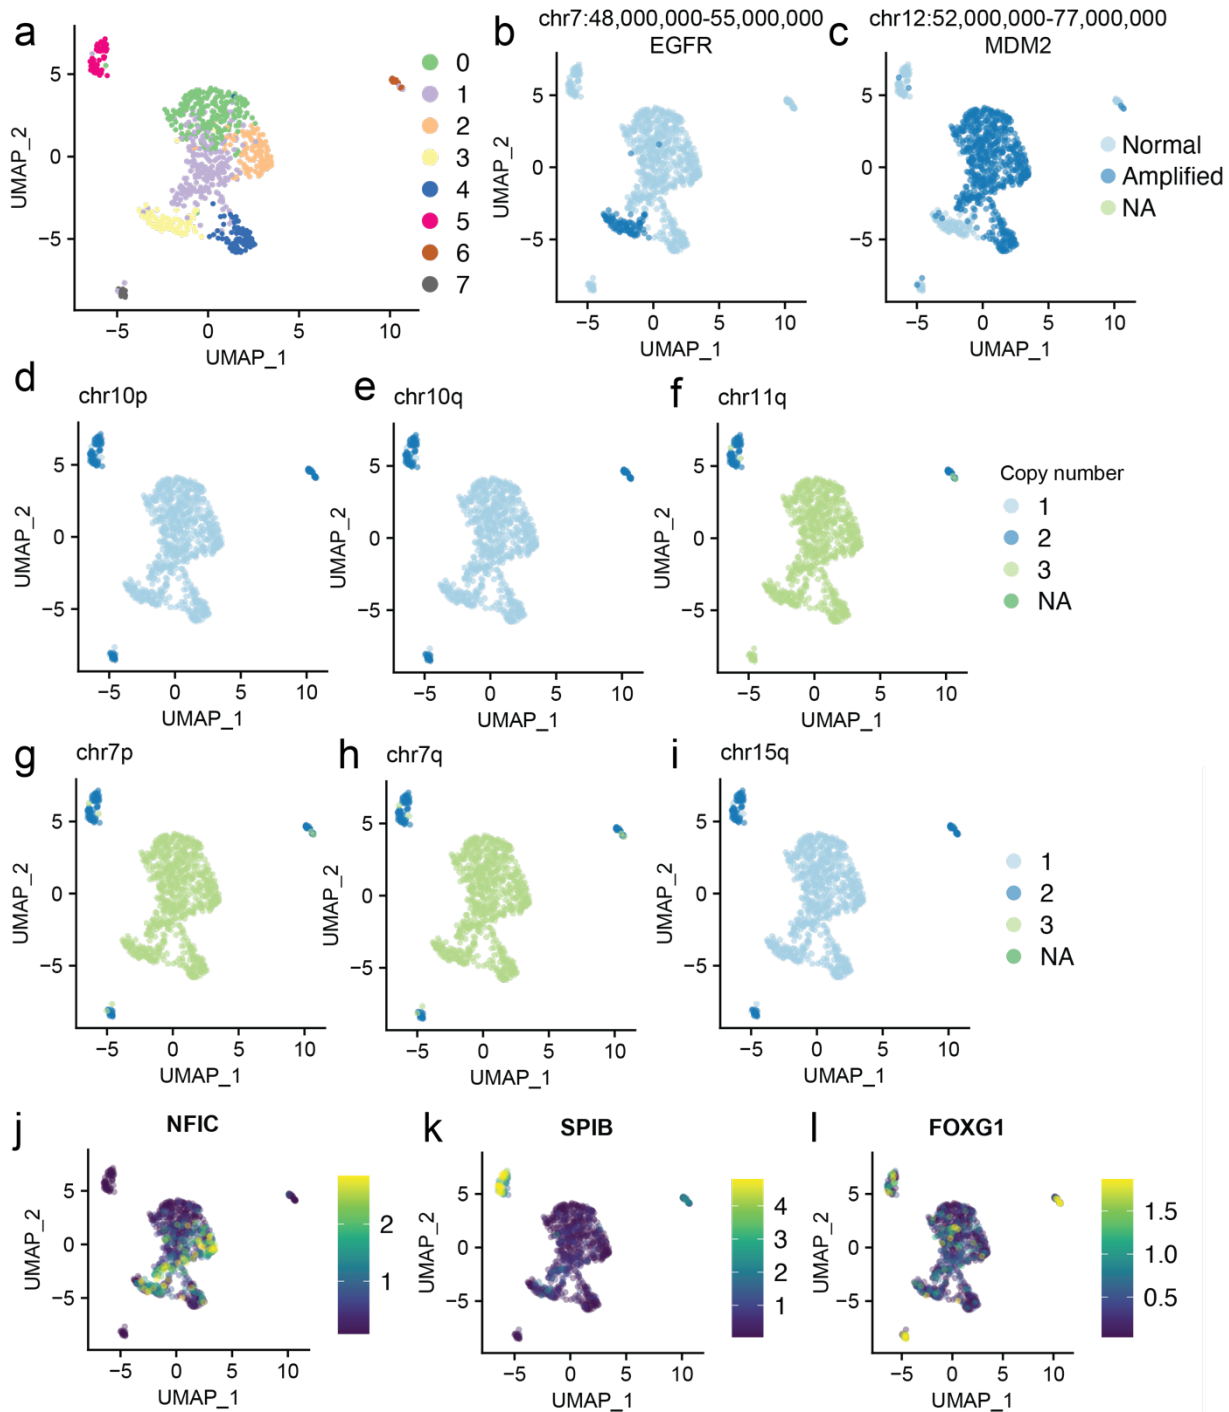 a
UMAP_2
5
0
−5
−5
0
5
10
UMAP_1
0
1
2
3
4
5
6
7
b
chr7:48,000,000-55,000,000
EGFR
UMAP_2
5
0
−5
−5
0
5
10
UMAP_1
c
chr12:52,000,000-77,000,000
MDM2
UMAP_2
5
0
−5
−5
0
5
10
UMAP_1
Normal
Amplified
NA
d
chr10p
UMAP_2
5
0
−5
−5
0
5
10
UMAP_1
e
chr10q
UMAP_2
5
0
−5
−5
0
5
10
UMAP_1
f
chr11q
UMAP_2
5
0
−5
−5
0
5
10
UMAP_1
Copy number
1
2
3
NA
g
chr7p
UMAP_2
5
0
−5
−5
0
5
10
UMAP_1
h
chr7q
UMAP_2
5
0
−5
−5
0
5
10
UMAP_1
i
chr15q
UMAP_2
5
0
−5
−5
0
5
10
UMAP_1
1
2
3
NA
j
NFIC
UMAP_2
5
0
−5
−5
0
5
10
UMAP_1
2
1
k
SPIB
UMAP_2
5
0
−5
−5
0
5
10
UMAP_1
4
3
2
1
l
FOXG1
UMAP_2
5
0
−5
−5
0
5
10
UMAP_1
1.5
1.0
0.5